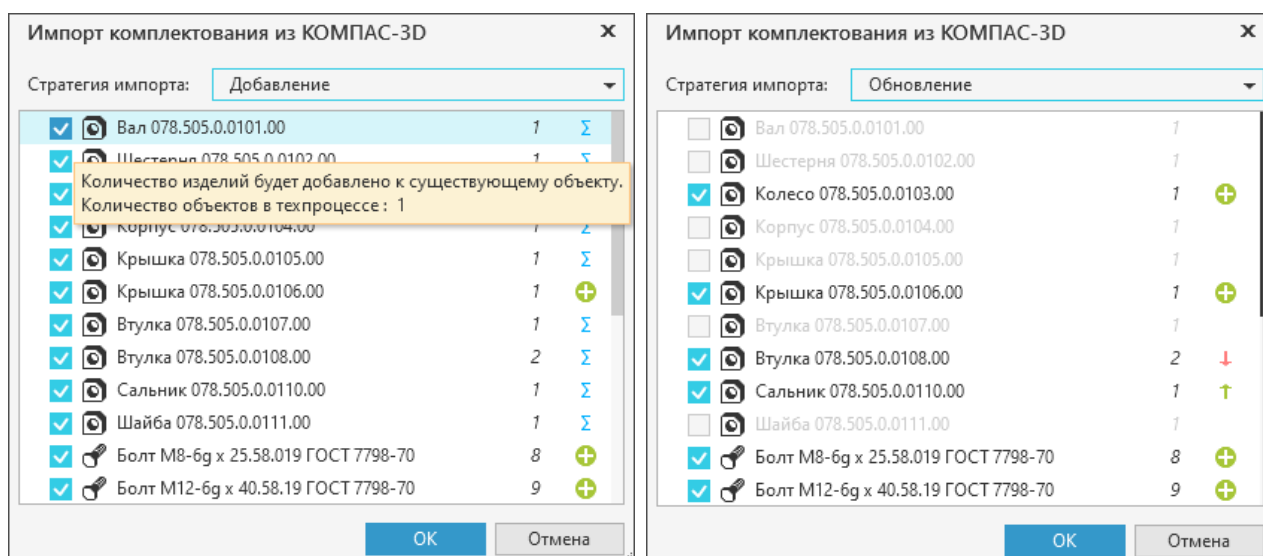 Импорт комплектования из КОМПАС-3D x
Стратегия импорта: Добавление
Вал 078.505.0.0101.00 1 Σ
Шестерня 078.505.0.0102.00 1 Σ
Количество изделий будет добавлено к существующему объекту.
Количество объектов в техпроцессе : 1
Корпус 078.505.0.0104.00 1 Σ
Крышка 078.505.0.0105.00 1 Σ
Крышка 078.505.0.0106.00 1
Втулка 078.505.0.0107.00 1 Σ
Втулка 078.505.0.0108.00 2 Σ
Сальник 078.505.0.0110.00 1 Σ
Шайба 078.505.0.0111.00 1 Σ
Болт М8-6g x 25.58.019 ГОСТ 7798-70 8
Болт М12-6g x 40.58.19 ГОСТ 7798-70 9
ОК Отмена
Импорт комплектования из КОМПАС-3D x
Стратегия импорта: Обновление
Вал 078.505.0.0101.00 1
Шестерня 078.505.0.0102.00 1
Колесо 078.505.0.0103.00 1
Корпус 078.505.0.0104.00 1
Крышка 078.505.0.0105.00 1
Крышка 078.505.0.0106.00 1
Втулка 078.505.0.0107.00 1
Втулка 078.505.0.0108.00 2 ↓
Сальник 078.505.0.0110.00 1 ↑
Шайба 078.505.0.0111.00 1
Болт М8-6g x 25.58.019 ГОСТ 7798-70 8
Болт М12-6g x 40.58.19 ГОСТ 7798-70 9
ОК Отмена